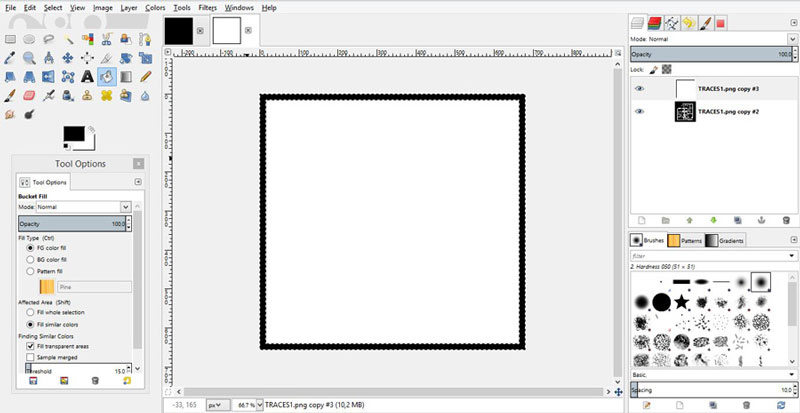 File Edit Select View Image Layer Colors Tools Filters Windows Help
-200 -100 0 100 200 300 400 500 600 700 800
Mode: Normal
Opacity 100,0
Lock:
TRACES1.png copy #3
TRACES1.png copy #2
Tool Options
Tool Options
Bucket Fill
Mode: Normal
Opacity 100,0
Fill Type (Ctrl)
FG color fill
BG color fill
Pattern fill
Pine
Affected Area (Shift)
Fill whole selection
Fill similar colors
Finding Similar Colors
Fill transparent areas
Sample merged
Threshold 15,0
Brushes Patterns Gradients
filter
2. Hardness 050 (51 × 51)
Basic,
Spacing 10,0
-33, 165 px 66.7 % TRACES1.png copy #3 (10,2 MB)